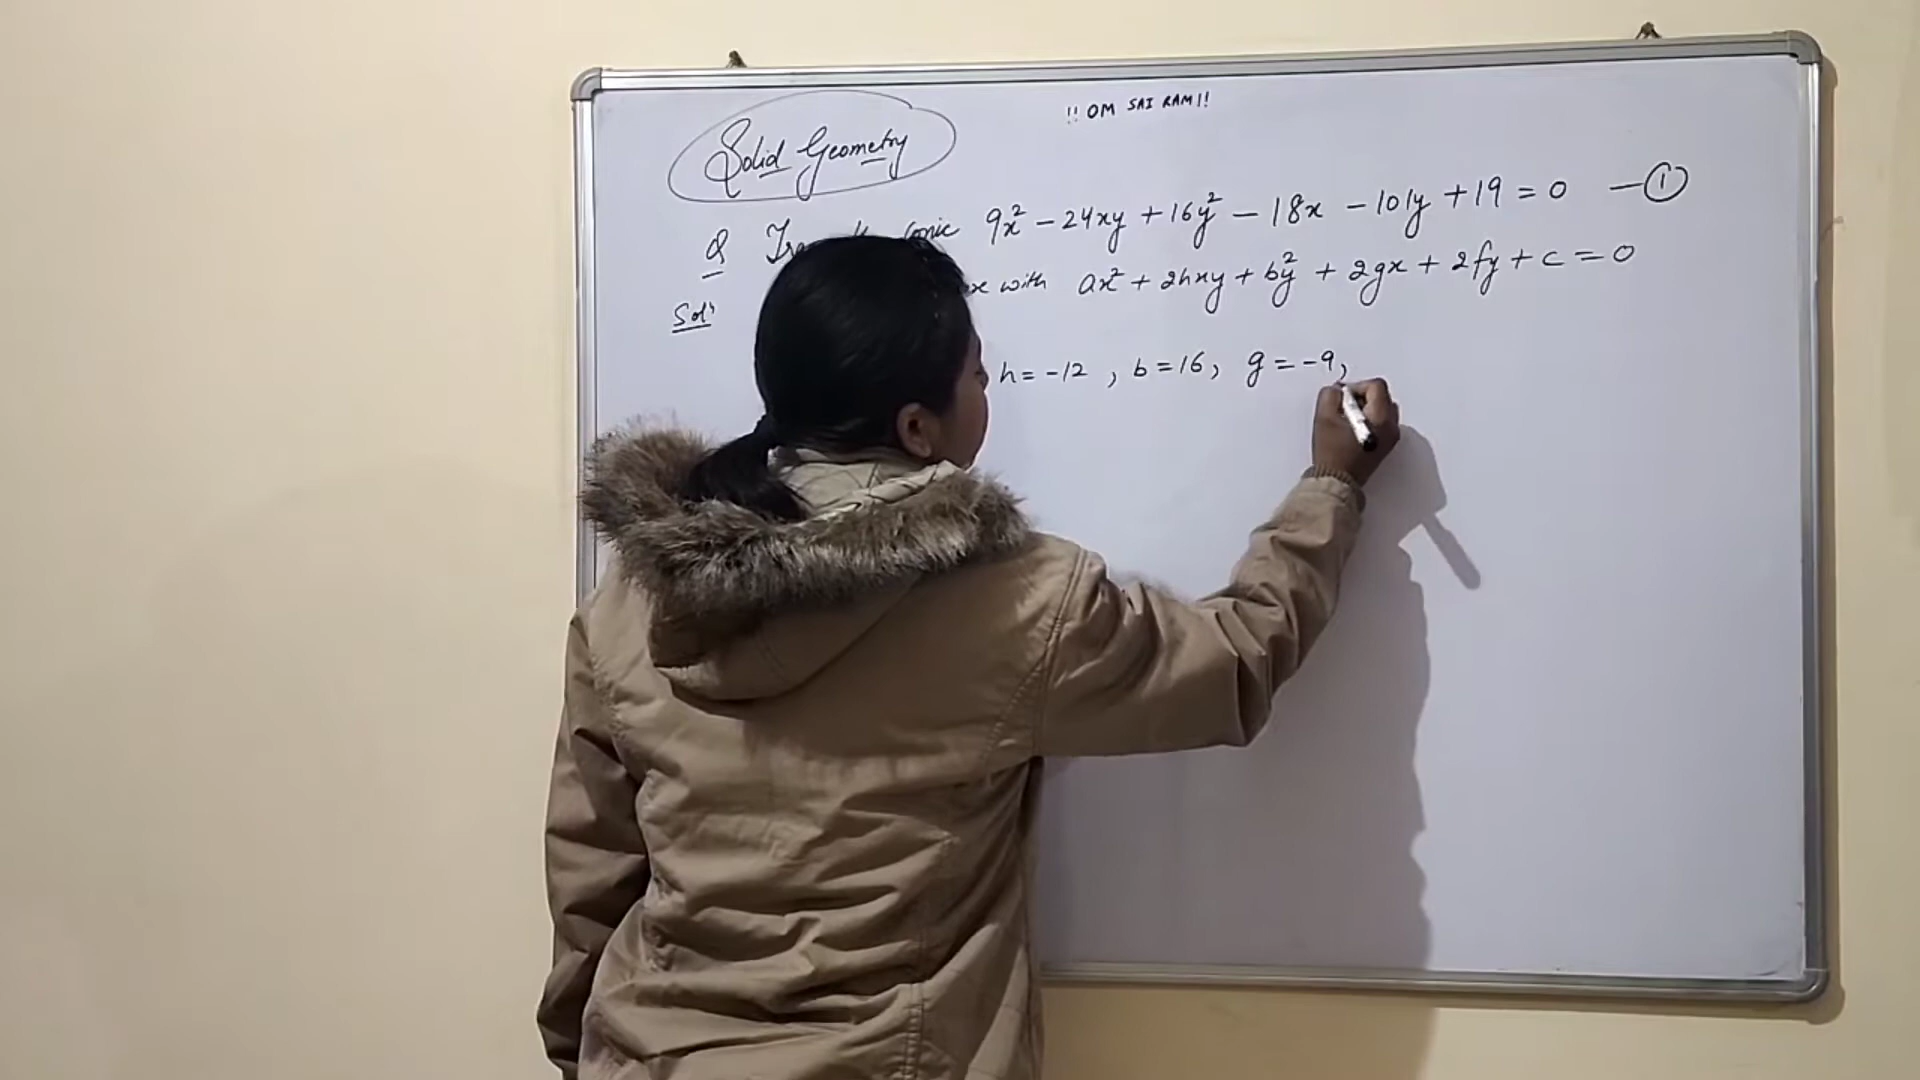 !! OM SAI RAM !!
Solid Geometry
Q conic 9x² - 24xy + 16y² - 18x - 101y + 19 = 0 — ①
Solⁿ with ax² + 2hxy + by² + 2gx + 2fy + c = 0
h = -12 , b = 16, g = -9,